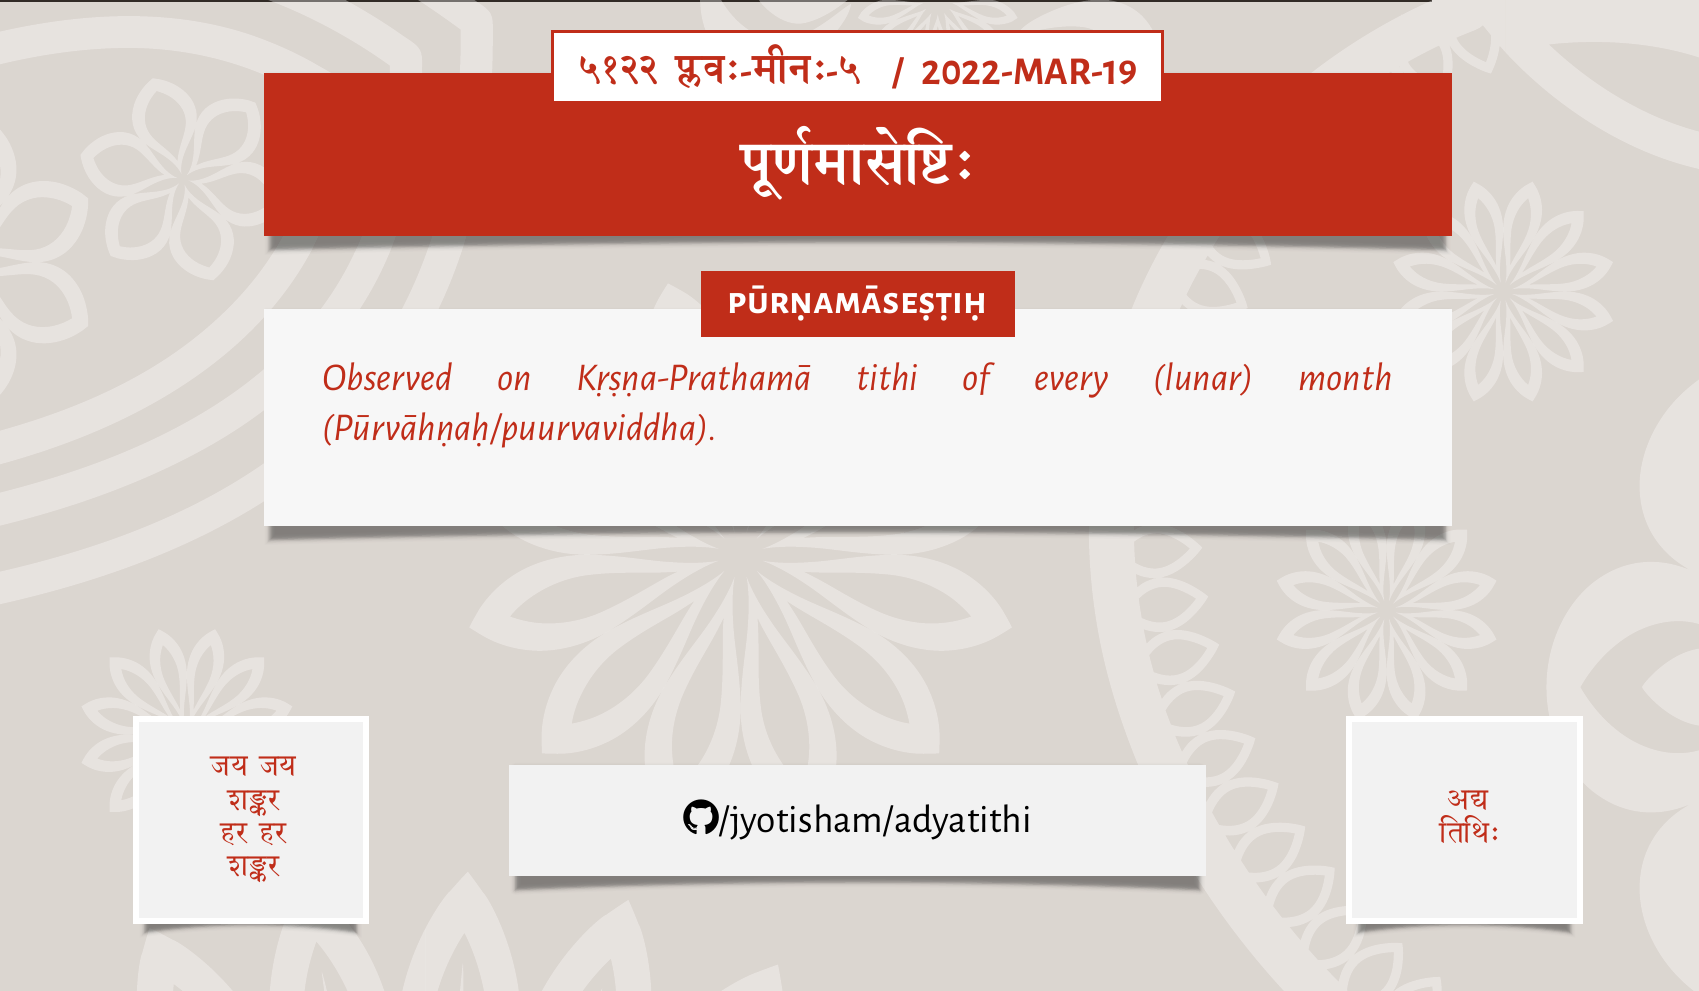 ५१२२ प्लवः-मीनः-५ / 2022-MAR-19
पूर्णमासेष्टिः
PŪRṆAMĀSEṢṬIḤ
Observed on Kṛṣṇa-Prathamā tithi of every (lunar) month
(Pūrvāhṇaḥ/puurvaviddha).
जय जय
शङ्कर
हर हर
शङ्कर
/jyotisham/adyatithi
अद्य
तिथिः